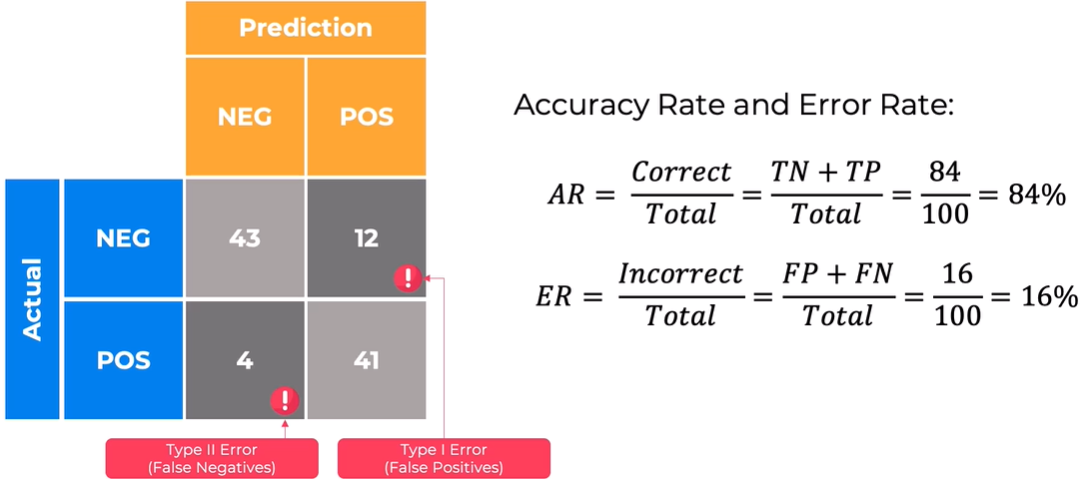 Prediction
NEG POS
Actual
NEG 43 12
!
POS 4 41
!
Type II Error
(False Negatives)
Type I Error
(False Positives)
Accuracy Rate and Error Rate:
AR = Correct / Total = TN + TP / Total = 84 / 100 = 84%
ER = Incorrect / Total = FP + FN / Total = 16 / 100 = 16%